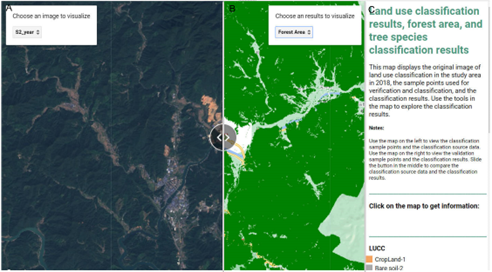 A
Choose an image to visualize
S2_year
B
Choose an results to visualize
Forest Area
C
Land use classification
results, forest area, and
tree species
classification results
This map displays the original image of
land use classification in the study area
in 2018, the sample points used for
verification and classification, and the
classification results. Use the tools in
the map to explore the classification
results.
Notes:
Use the map on the left to view the classification
sample points and the classification source data.
Use the map on the right to view the validation
sample points and the classification results. Slide
the button in the middle to compare the
classification source data and the classification
results.
Click on the map to get information:
LUCC
CropLand-1
Bare soil-2